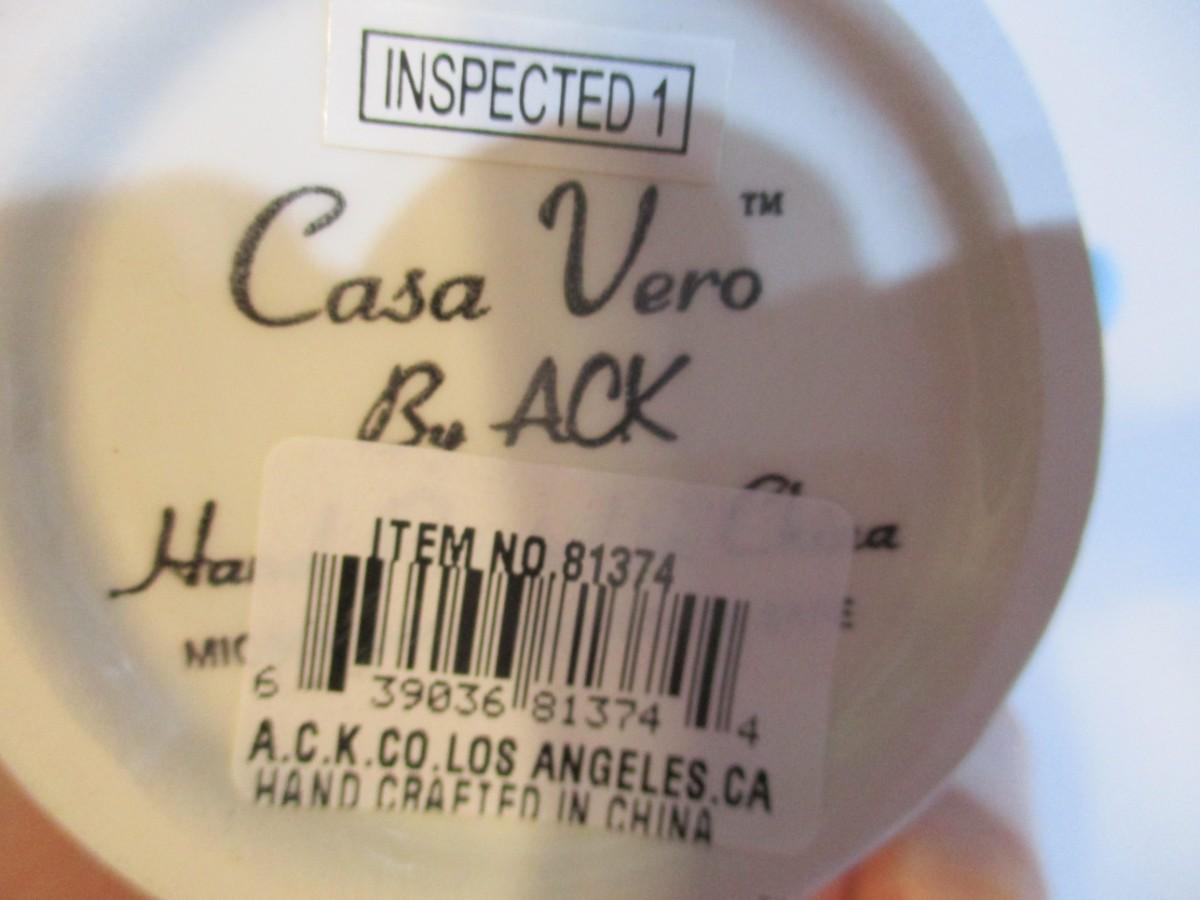 INSPECTED 1
Casa Vero™
By ACK
ITEM NO.81374
6 39036 81374 4
A.C.K.CO.LOS ANGELES.CA
HAND CRAFTED IN CHINA